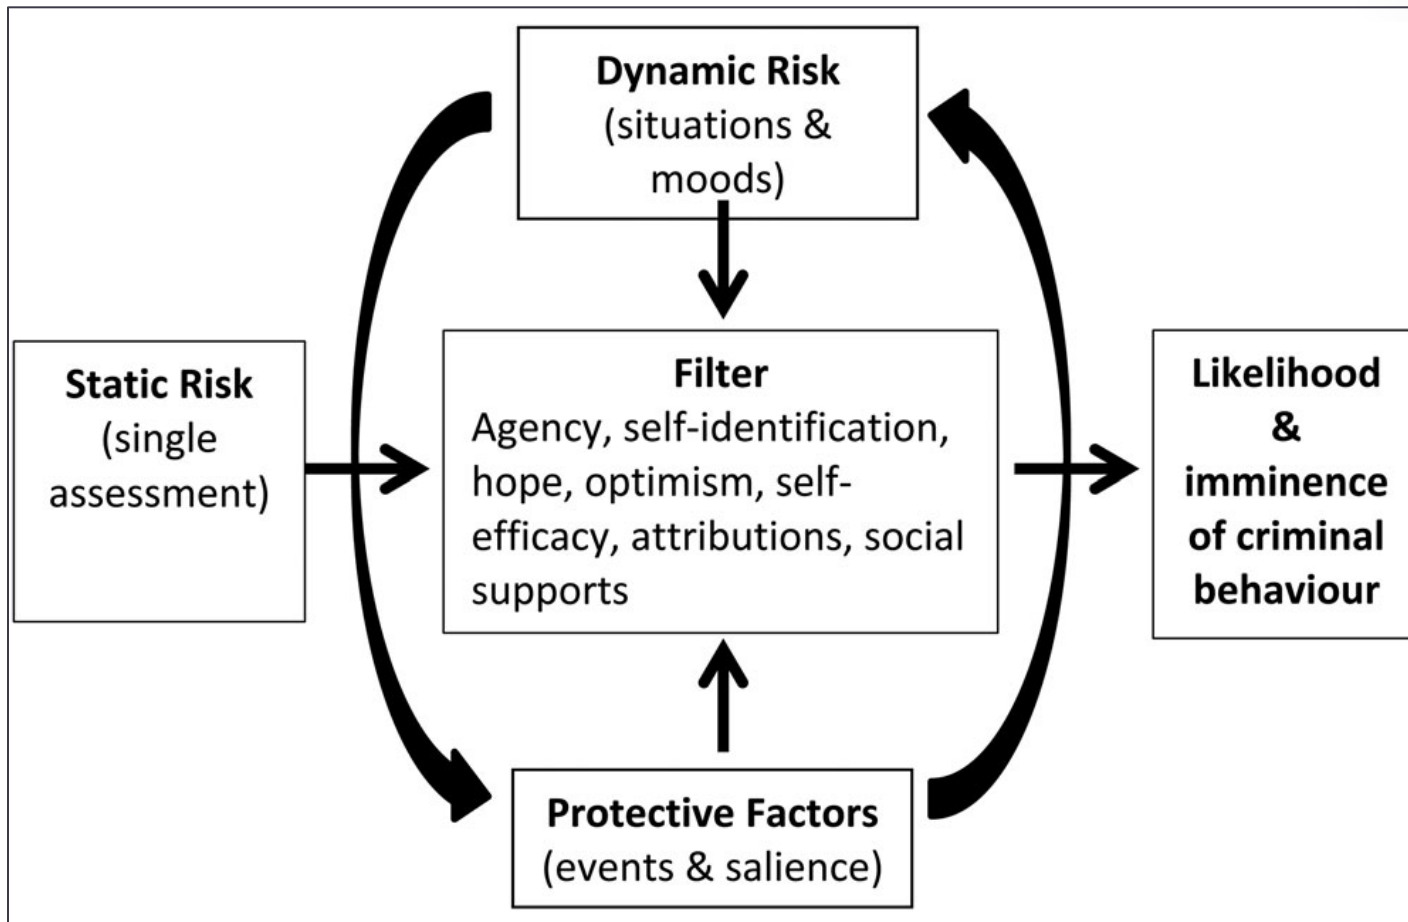 Dynamic Risk
(situations &
moods)
Static Risk
(single
assessment)
Filter
Agency, self-identification,
hope, optimism, self-
efficacy, attributions, social
supports
Likelihood
&
imminence
of criminal
behaviour
Protective Factors
(events & salience)